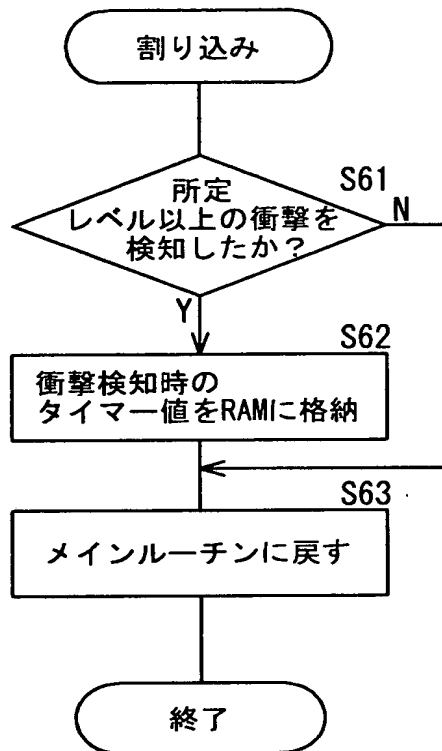 割り込み
S61
所定
レベル以上の衝撃を
検知したか？
N
Y
S62
衝撃検知時の
タイマー値をRAMに格納
S63
メインルーチンに戻す
終了